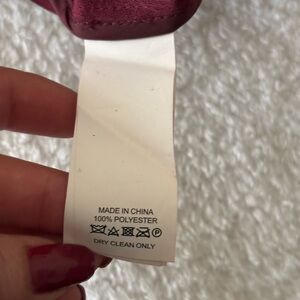 MADE IN CHINA
100% POLYESTER
P
DRY CLEAN ONLY